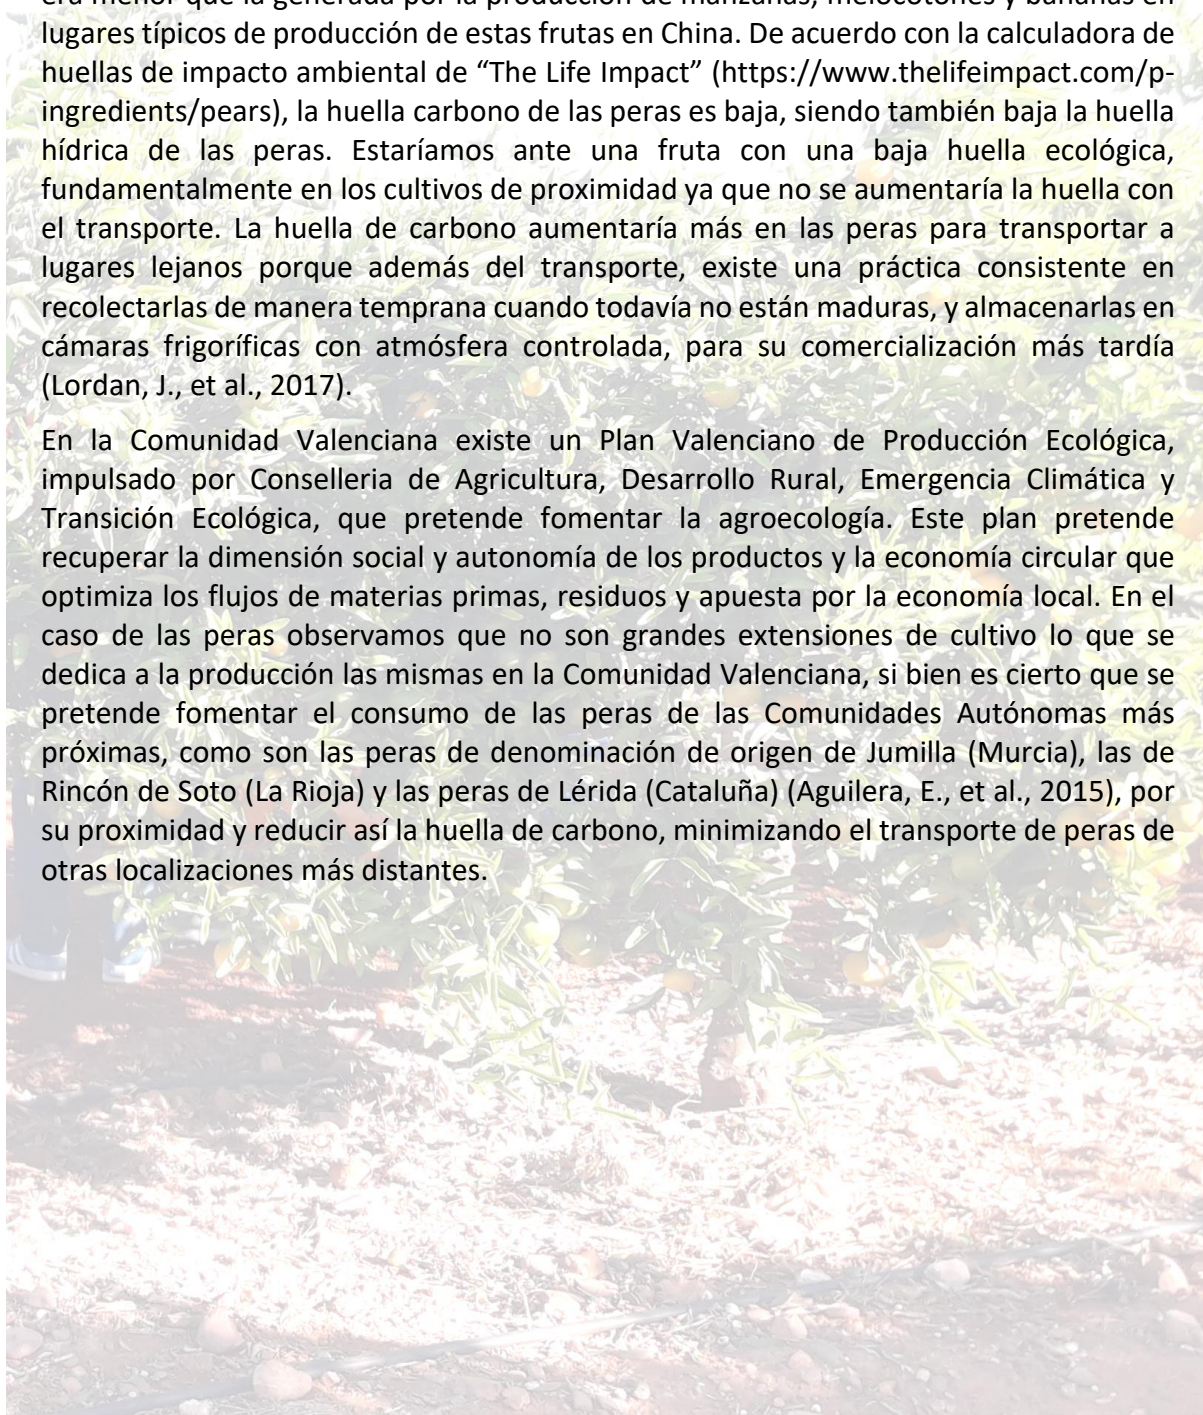 era menor que la generada por la producción de manzanas, melocotones y bananas en
lugares típicos de producción de estas frutas en China. De acuerdo con la calculadora de
huellas de impacto ambiental de “The Life Impact” (https://www.thelifeimpact.com/p-
ingredients/pears), la huella carbono de las peras es baja, siendo también baja la huella
hídrica de las peras. Estaríamos ante una fruta con una baja huella ecológica,
fundamentalmente en los cultivos de proximidad ya que no se aumentaría la huella con
el transporte. La huella de carbono aumentaría más en las peras para transportar a
lugares lejanos porque además del transporte, existe una práctica consistente en
recolectarlas de manera temprana cuando todavía no están maduras, y almacenarlas en
cámaras frigoríficas con atmósfera controlada, para su comercialización más tardía
(Lordan, J., et al., 2017).
En la Comunidad Valenciana existe un Plan Valenciano de Producción Ecológica,
impulsado por Conselleria de Agricultura, Desarrollo Rural, Emergencia Climática y
Transición Ecológica, que pretende fomentar la agroecología. Este plan pretende
recuperar la dimensión social y autonomía de los productos y la economía circular que
optimiza los flujos de materias primas, residuos y apuesta por la economía local. En el
caso de las peras observamos que no son grandes extensiones de cultivo lo que se
dedica a la producción las mismas en la Comunidad Valenciana, si bien es cierto que se
pretende fomentar el consumo de las peras de las Comunidades Autónomas más
próximas, como son las peras de denominación de origen de Jumilla (Murcia), las de
Rincón de Soto (La Rioja) y las peras de Lérida (Cataluña) (Aguilera, E., et al., 2015), por
su proximidad y reducir así la huella de carbono, minimizando el transporte de peras de
otras localizaciones más distantes.